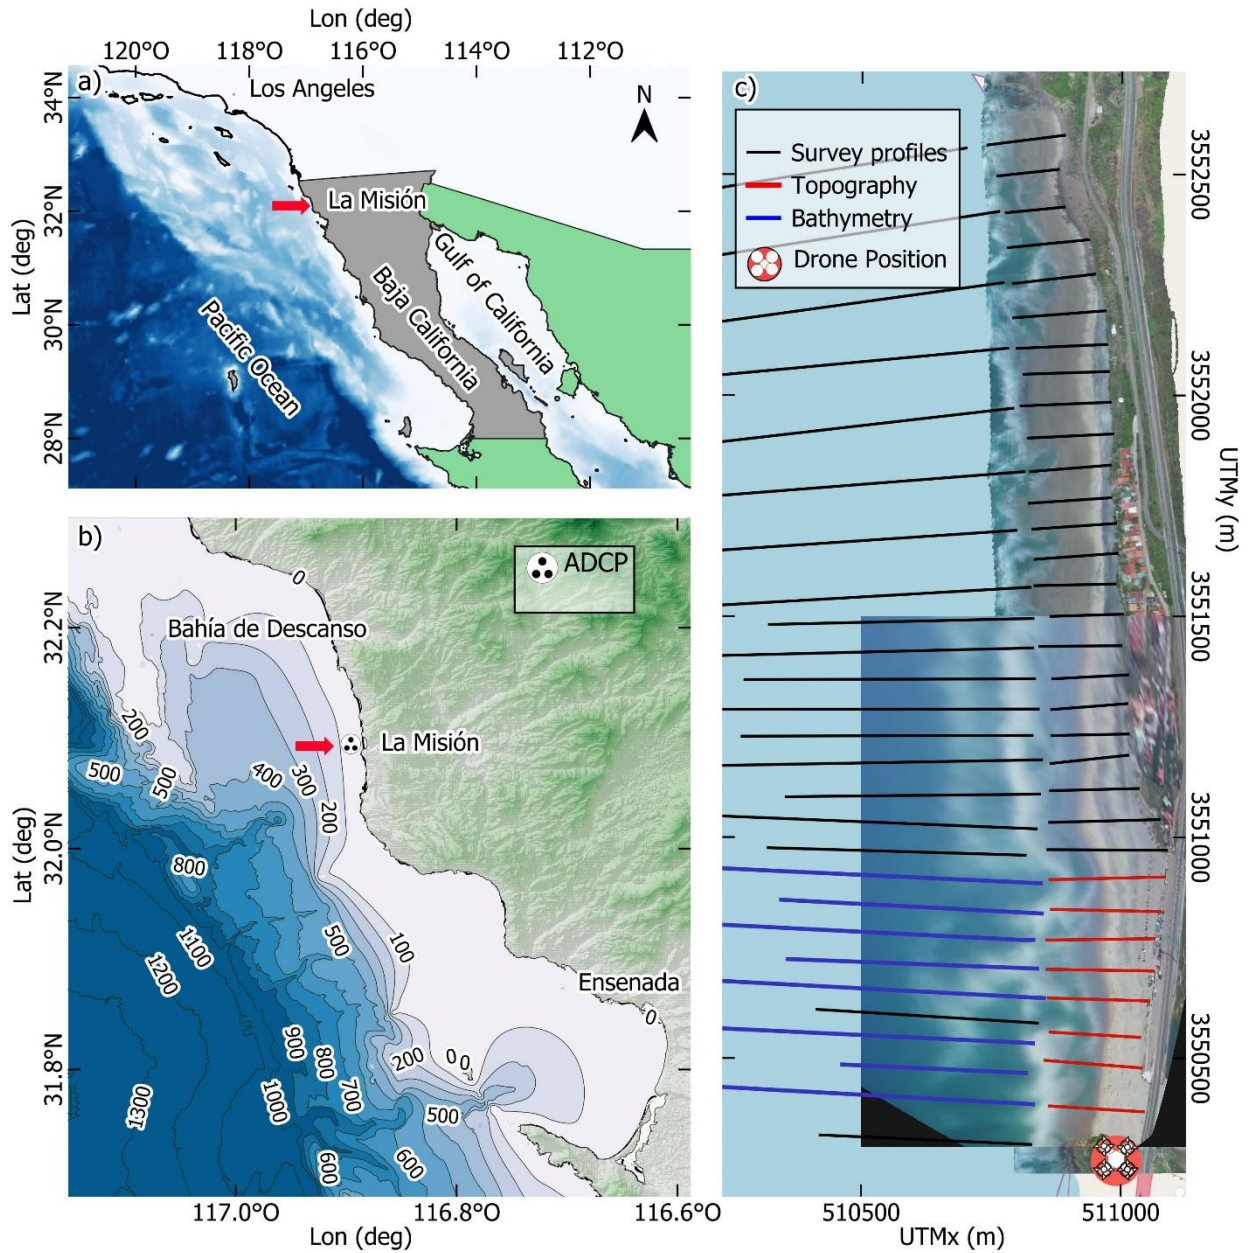 Lon (deg)
120°O 118°O 116°O 114°O 112°O
a)
Los Angeles
N
34°N
32°N
30°N
28°N
Lat (deg)
La Misión
Gulf of California
Baja California
Pacific Ocean
b)
ADCP
0
Bahía de Descanso
La Misión
200
500
500
400
300
200
800
1100
1200
1300
500
100
900
800
700
1000
200
0
0
500
600
600
Ensenada
0
32.2°N
32.0°N
31.8°N
Lat (deg)
117.0°O 116.8°O 116.6°O
Lon (deg)
c)
Survey profiles
Topography
Bathymetry
Drone Position
3552500
3552000
3551500
3551000
3550500
UTMy (m)
510500 511000
UTMx (m)